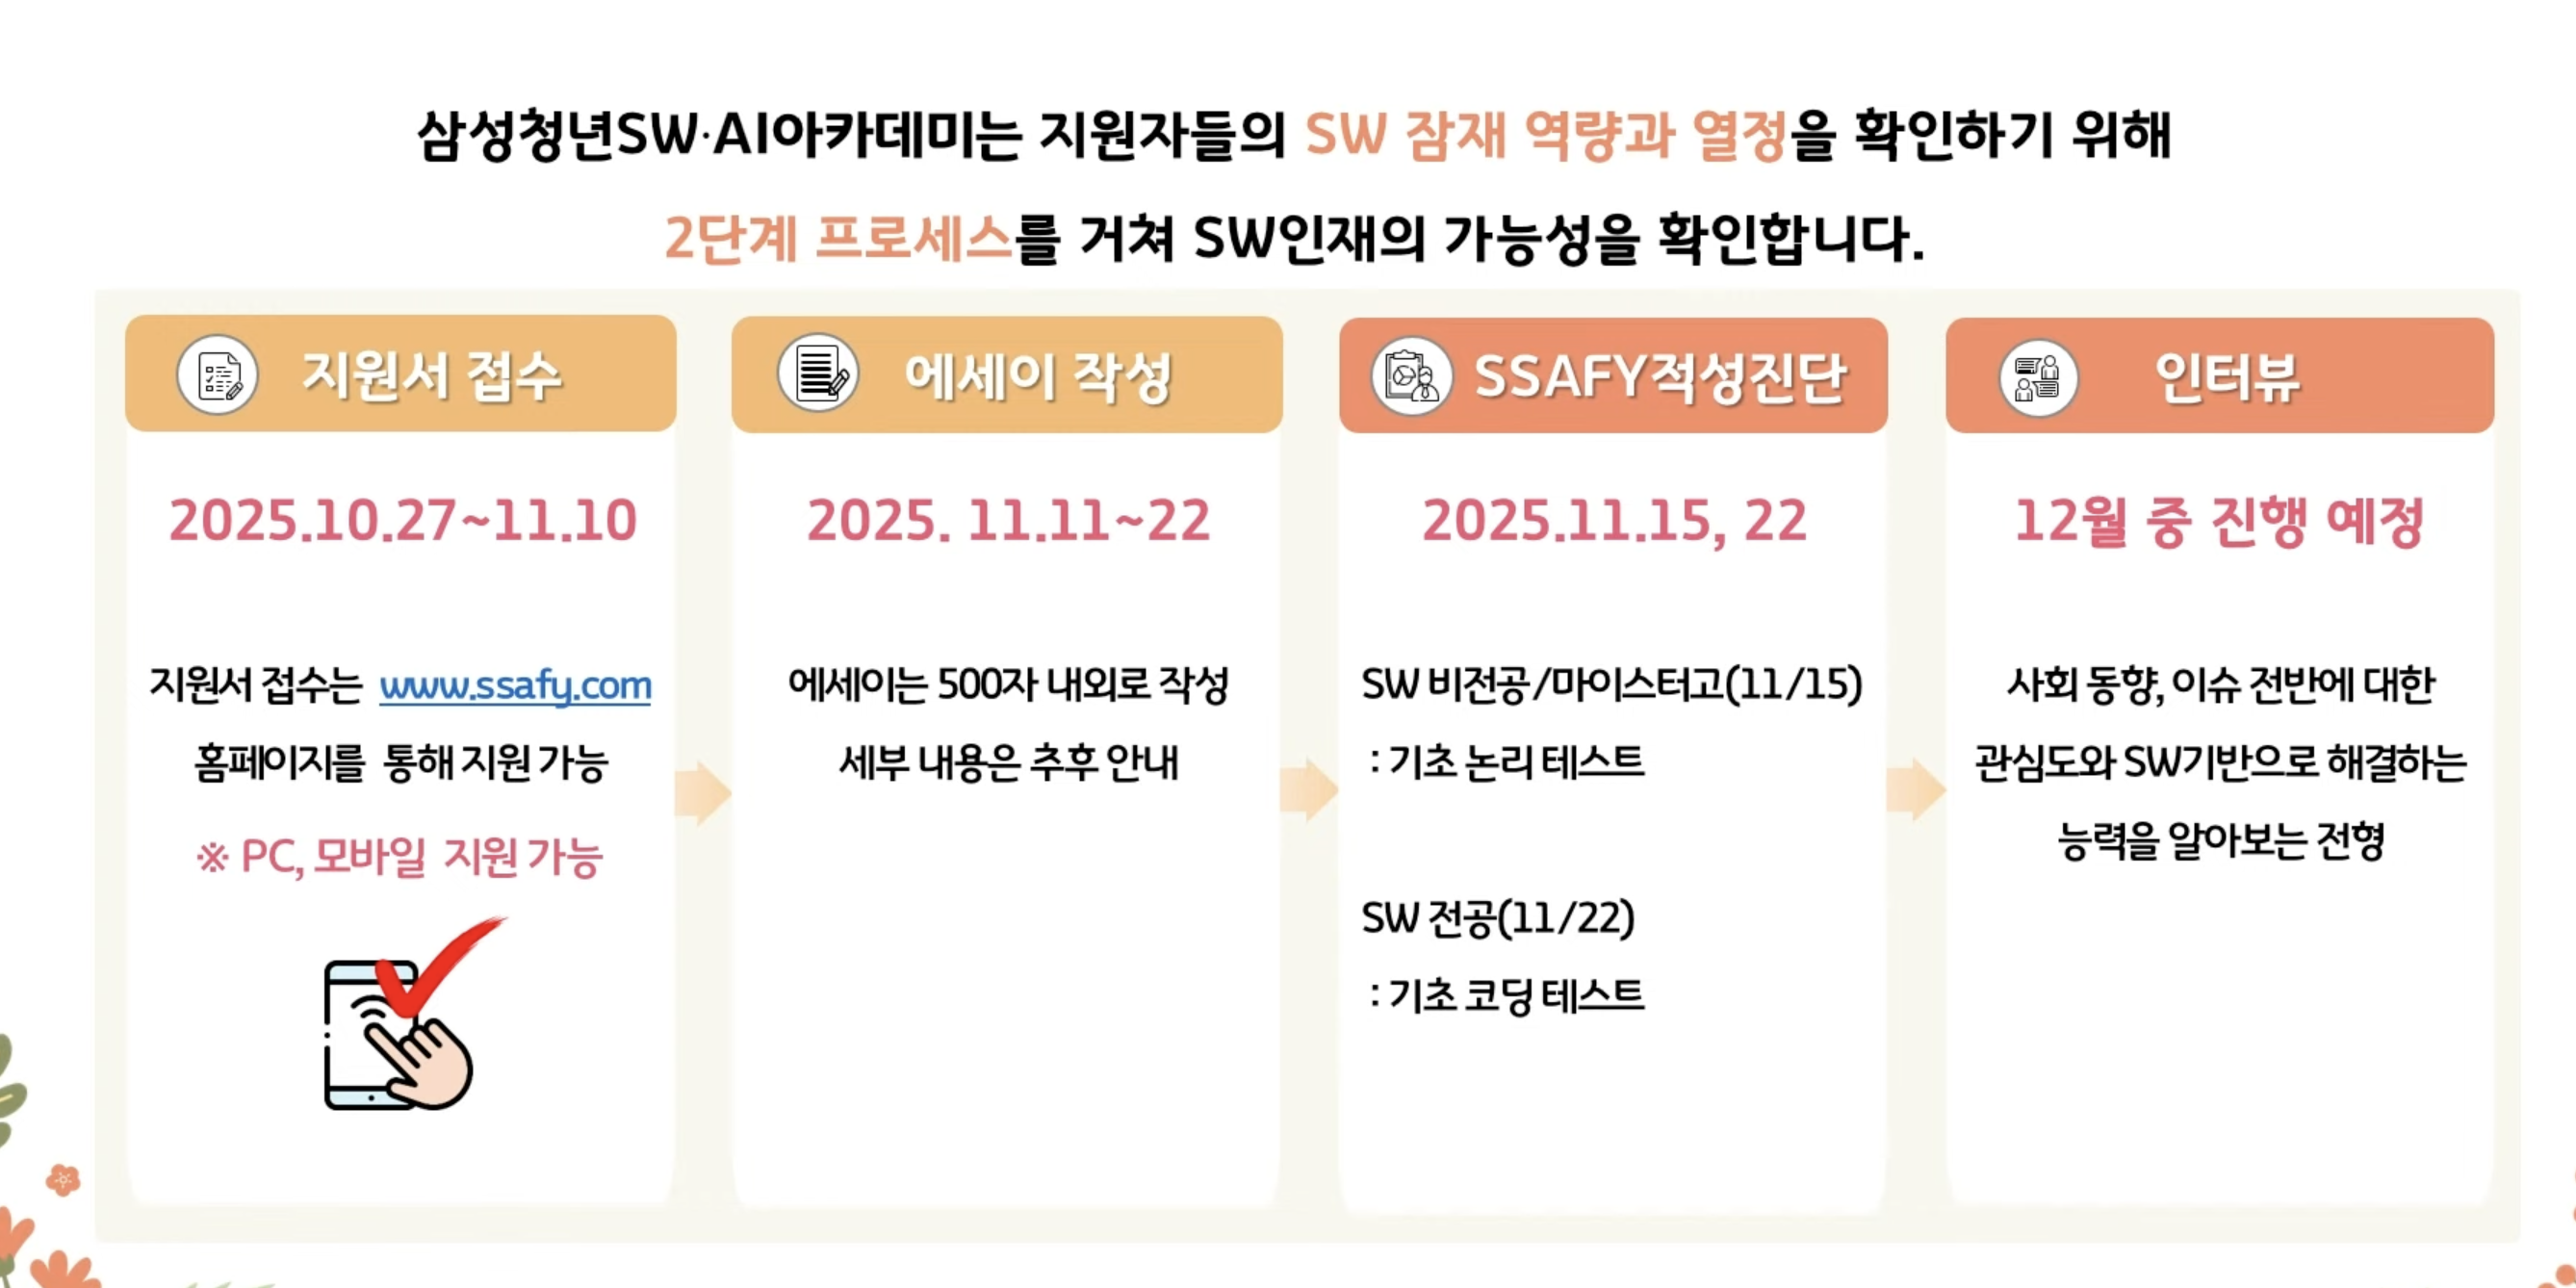 삼성청년SW·AI아카데미는 지원자들의 SW 잠재 역량과 열정을 확인하기 위해
2단계 프로세스를 거쳐 SW인재의 가능성을 확인합니다.
지원서 접수
2025.10.27~11.10
지원서 접수는 www.ssafy.com
홈페이지를 통해 지원 가능
※ PC, 모바일 지원 가능
에세이 작성
2025. 11.11~22
에세이는 500자 내외로 작성
세부 내용은 추후 안내
SSAFY적성진단
2025.11.15, 22
SW 비전공/마이스터고(11/15)
: 기초 논리 테스트
SW 전공(11/22)
: 기초 코딩 테스트
인터뷰
12월 중 진행 예정
사회 동향, 이슈 전반에 대한
관심도와 SW기반으로 해결하는
능력을 알아보는 전형